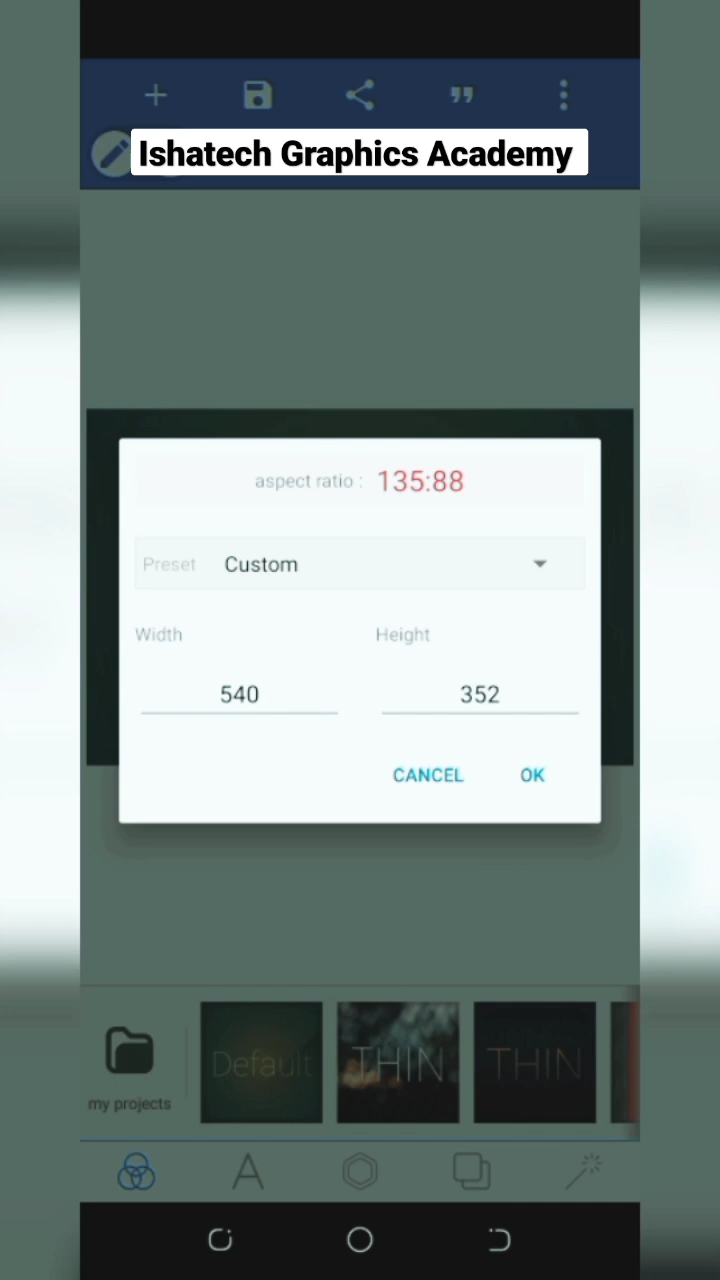 Ishatech Graphics Academy
aspect ratio : 135:88
Preset Custom
Width Height
540 352
CANCEL OK
Default THIN THIN
my projects